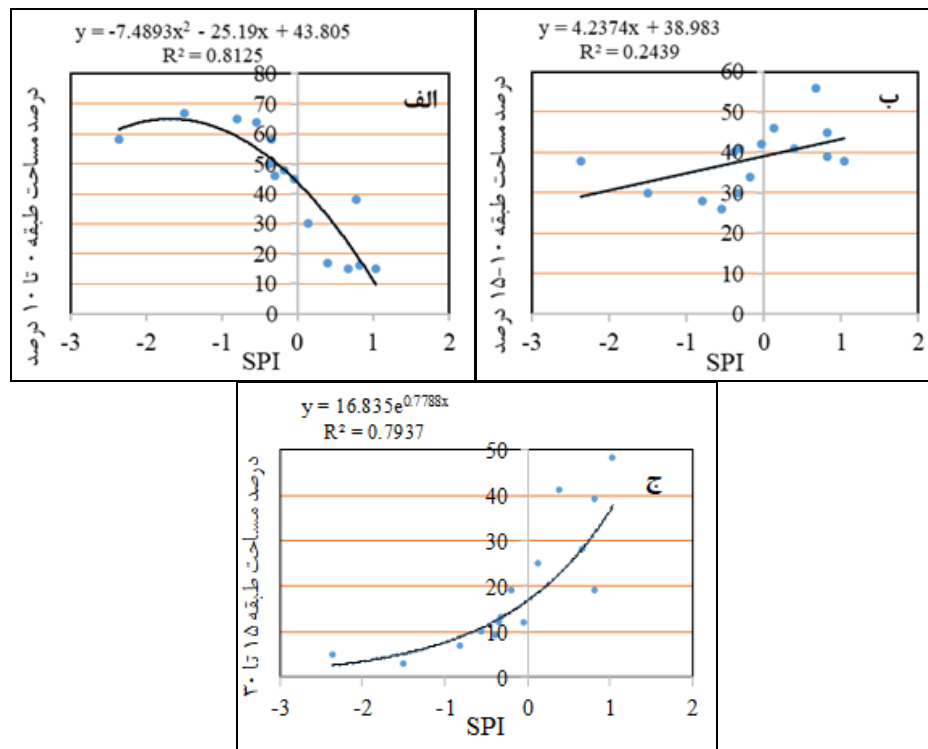 y = -7.4893x² - 25.19x + 43.805
R² = 0.8125
الف
درصد مساحت طبقه ۰ تا ۱۰ درصد
80
70
60
50
40
30
20
10
0
-3 -2 -1 0 1 2
SPI
y = 4.2374x + 38.983
R² = 0.2439
ب
درصد مساحت طبقه ۱۰-۱۵ درصد
60
50
40
30
20
10
0
-3 -2 -1 0 1 2
SPI
y = 16.835e^0.7788x
R² = 0.7937
ج
درصد مساحت طبقه ۱۵ تا ۳۰
50
40
30
20
10
0
-3 -2 -1 0 1 2
SPI